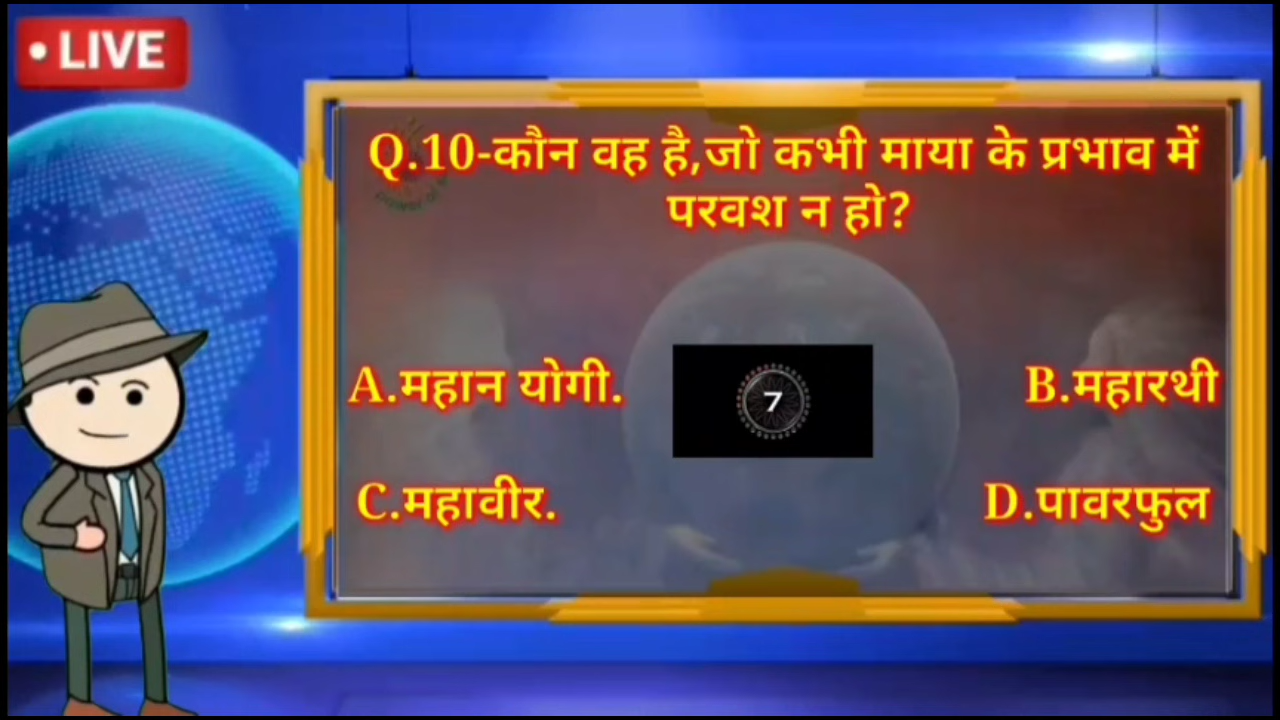 • LIVE
Q.10-कौन वह है,जो कभी माया के प्रभाव में
परवश न हो?
A.महान योगी.
B.महारथी
7
C.महावीर.
D.पावरफुल